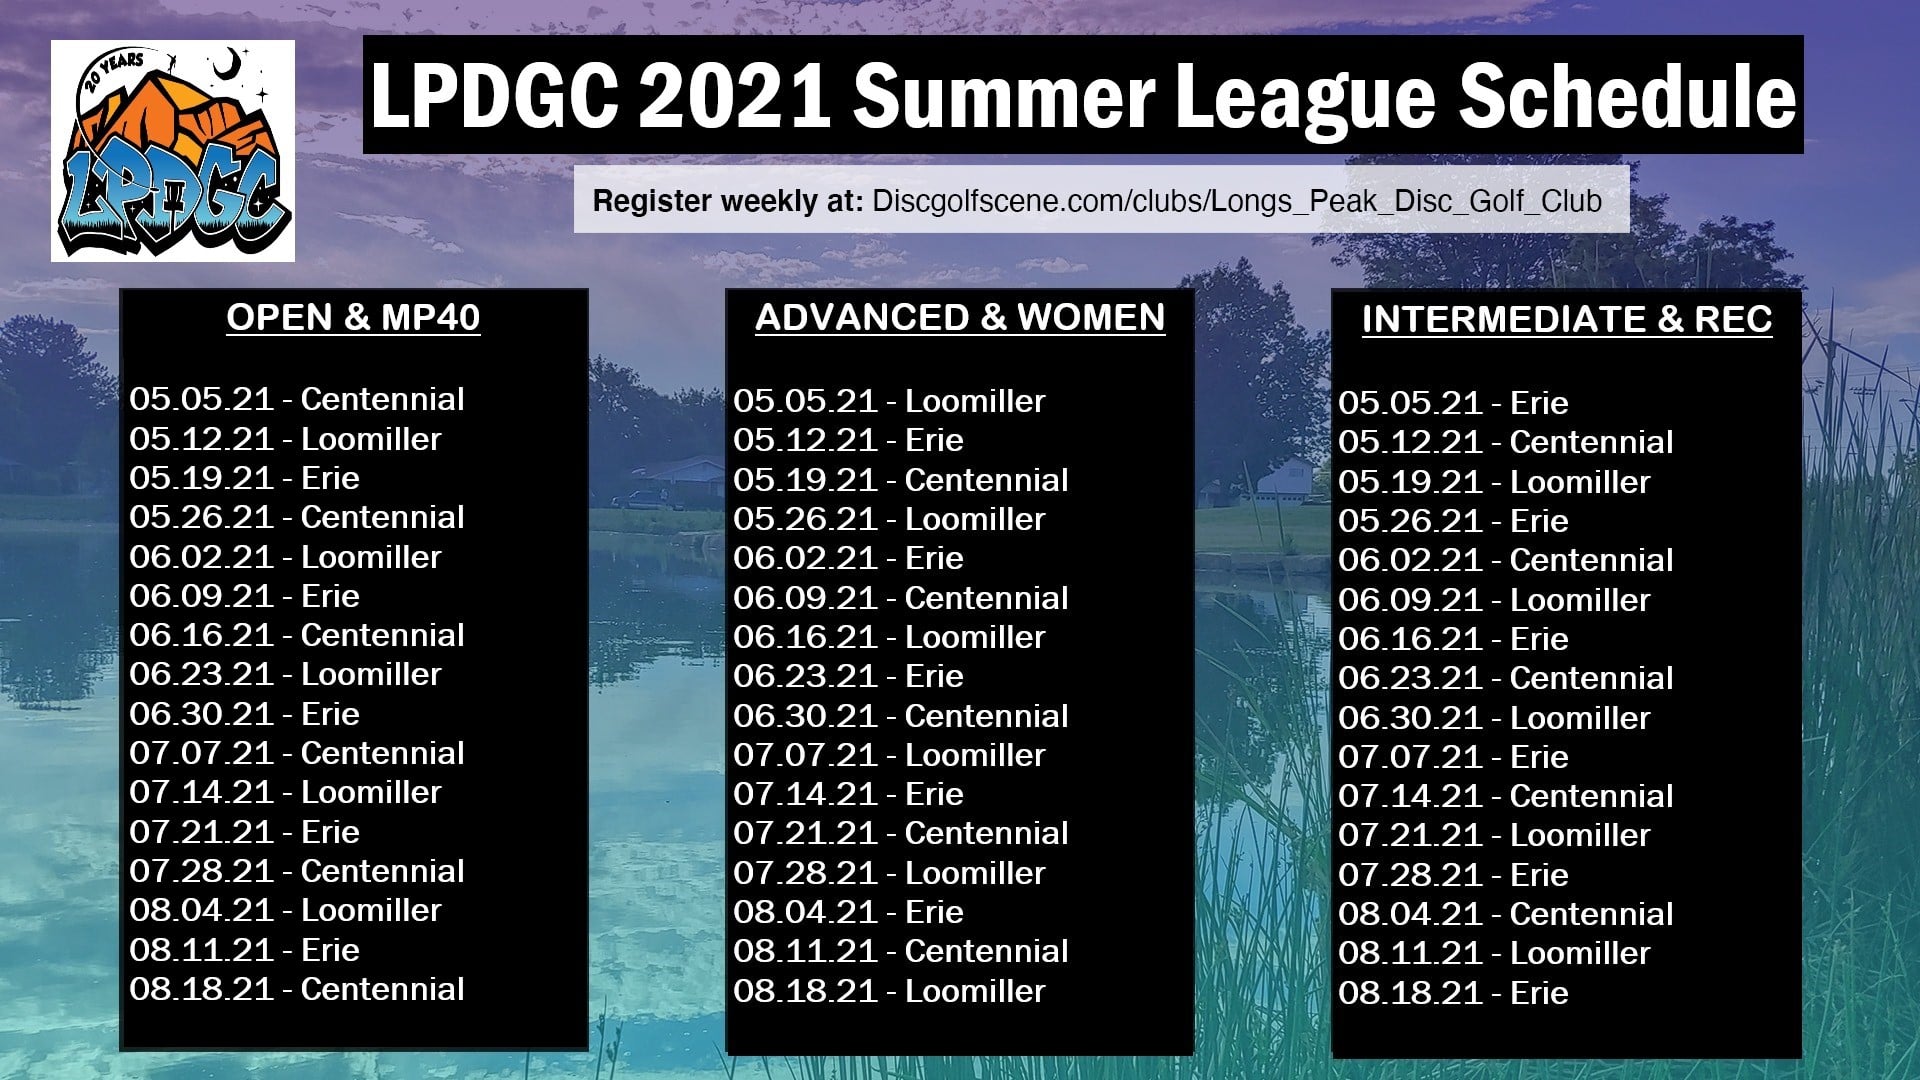 20 YEARS
LPDGC
LPDGC 2021 Summer League Schedule
Register weekly at: Discgolfscene.com/clubs/Longs_Peak_Disc_Golf_Club
OPEN & MP40
05.05.21 - Centennial
05.12.21 - Loomiller
05.19.21 - Erie
05.26.21 - Centennial
06.02.21 - Loomiller
06.09.21 - Erie
06.16.21 - Centennial
06.23.21 - Loomiller
06.30.21 - Erie
07.07.21 - Centennial
07.14.21 - Loomiller
07.21.21 - Erie
07.28.21 - Centennial
08.04.21 - Loomiller
08.11.21 - Erie
08.18.21 - Centennial
ADVANCED & WOMEN
05.05.21 - Loomiller
05.12.21 - Erie
05.19.21 - Centennial
05.26.21 - Loomiller
06.02.21 - Erie
06.09.21 - Centennial
06.16.21 - Loomiller
06.23.21 - Erie
06.30.21 - Centennial
07.07.21 - Loomiller
07.14.21 - Erie
07.21.21 - Centennial
07.28.21 - Loomiller
08.04.21 - Erie
08.11.21 - Centennial
08.18.21 - Loomiller
INTERMEDIATE & REC
05.05.21 - Erie
05.12.21 - Centennial
05.19.21 - Loomiller
05.26.21 - Erie
06.02.21 - Centennial
06.09.21 - Loomiller
06.16.21 - Erie
06.23.21 - Centennial
06.30.21 - Loomiller
07.07.21 - Erie
07.14.21 - Centennial
07.21.21 - Loomiller
07.28.21 - Erie
08.04.21 - Centennial
08.11.21 - Loomiller
08.18.21 - Erie